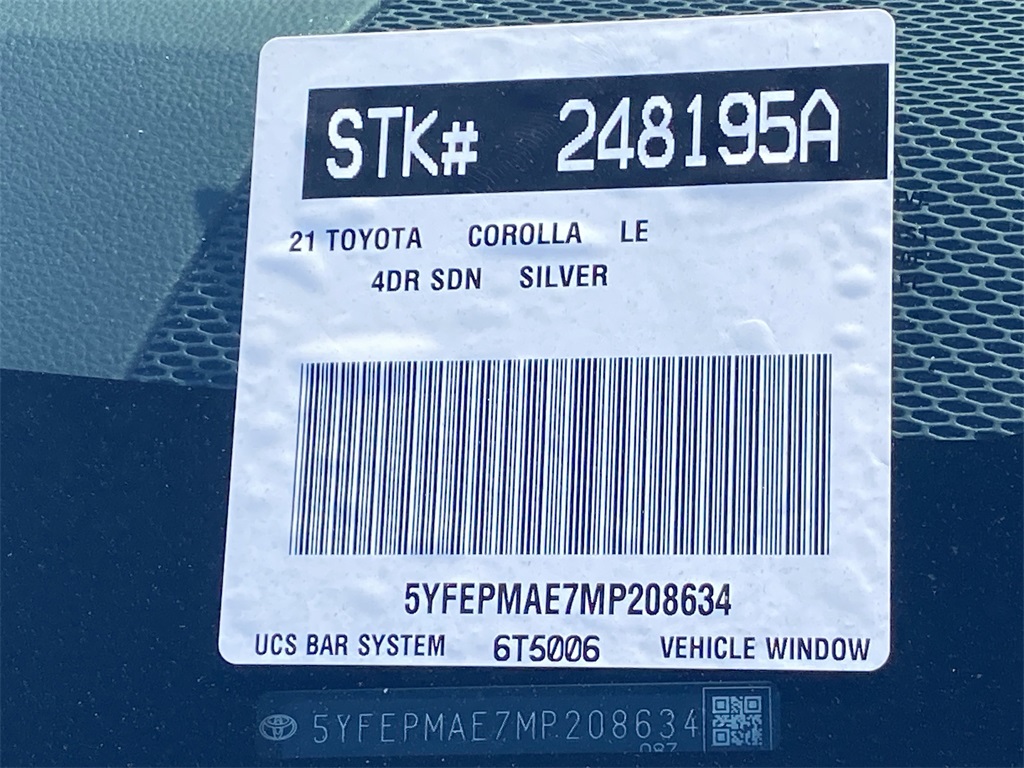 STK# 248195A
21 TOYOTA COROLLA LE
4DR SDN SILVER
5YFEPMAE7MP208634
UCS BAR SYSTEM 6T5006 VEHICLE WINDOW
5YFEPMAE7MP208634